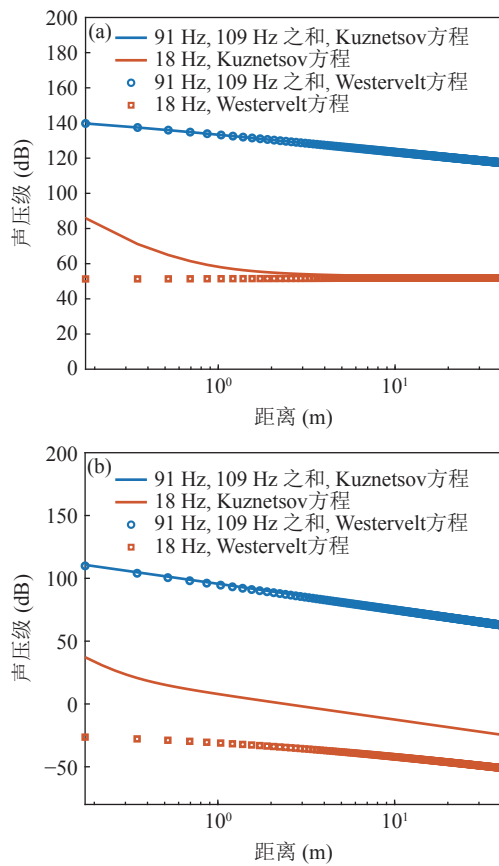 (a)
91 Hz, 109 Hz 之和, Kuznetsov方程
18 Hz, Kuznetsov方程
91 Hz, 109 Hz 之和, Westervelt方程
18 Hz, Westervelt方程
200
180
160
140
120
100
80
60
40
20
0
声压级 (dB)
10⁰
10¹
距离 (m)
(b)
91 Hz, 109 Hz 之和, Kuznetsov方程
18 Hz, Kuznetsov方程
91 Hz, 109 Hz 之和, Westervelt方程
18 Hz, Westervelt方程
200
150
100
50
0
−50
声压级 (dB)
10⁰
10¹
距离 (m)